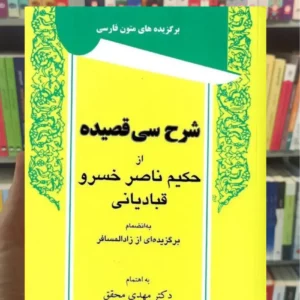 برگزیده های متون فارسی
شرح سی قصیده
از
حکیم ناصر خسرو
قبادیانی
به انضمام
برگزیده‌ای از زادالمسافر
به اهتمام
دکتر مهدی محقق